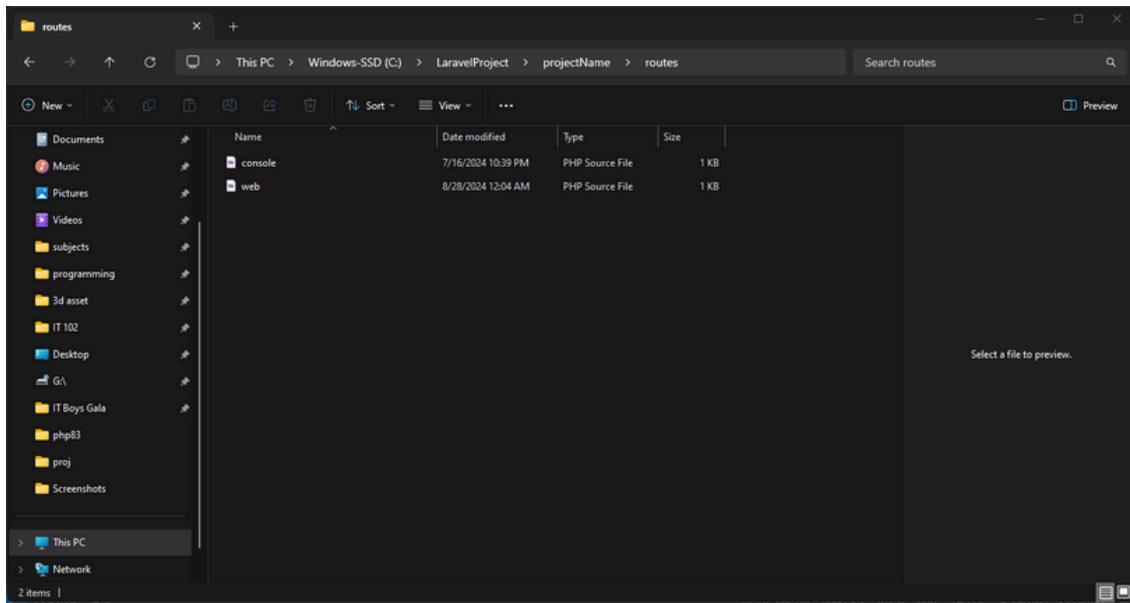 routes
This PC > Windows-SSD (C:) > LaravelProject > projectName > routes
Search routes
New
Sort
View
Preview
Name Date modified Type Size
console 7/16/2024 10:39 PM PHP Source File 1 KB
web 8/28/2024 12:04 AM PHP Source File 1 KB
Documents
Music
Pictures
Videos
subjects
programming
3d asset
IT 102
Desktop
G:\
IT Boys Gala
php83
proj
Screenshots
This PC
Network
Select a file to preview.
2 items